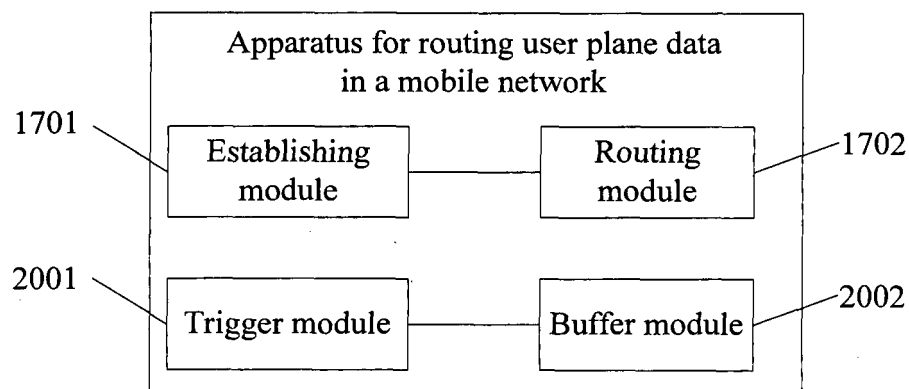 Apparatus for routing user plane data
in a mobile network
1701
Establishing
module
Routing
module
1702
2001
Trigger module
Buffer module
2002